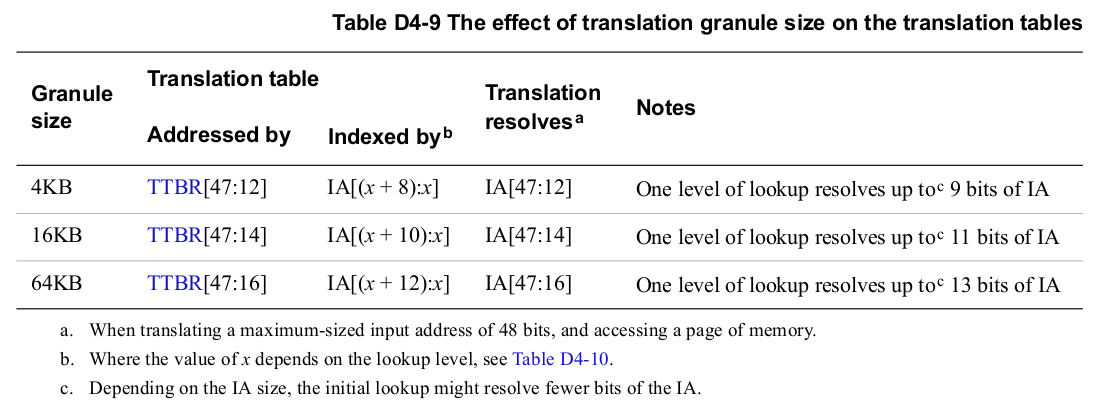 Table D4-9 The effect of translation granule size on the translation tables
Granule size
Translation table
Translation resolves a
Notes
Addressed by
Indexed by b
4KB TTBR[47:12] IA[(x + 8):x] IA[47:12] One level of lookup resolves up to c 9 bits of IA
16KB TTBR[47:14] IA[(x + 10):x] IA[47:14] One level of lookup resolves up to c 11 bits of IA
64KB TTBR[47:16] IA[(x + 12):x] IA[47:16] One level of lookup resolves up to c 13 bits of IA
a. When translating a maximum-sized input address of 48 bits, and accessing a page of memory.
b. Where the value of x depends on the lookup level, see Table D4-10.
c. Depending on the IA size, the initial lookup might resolve fewer bits of the IA.